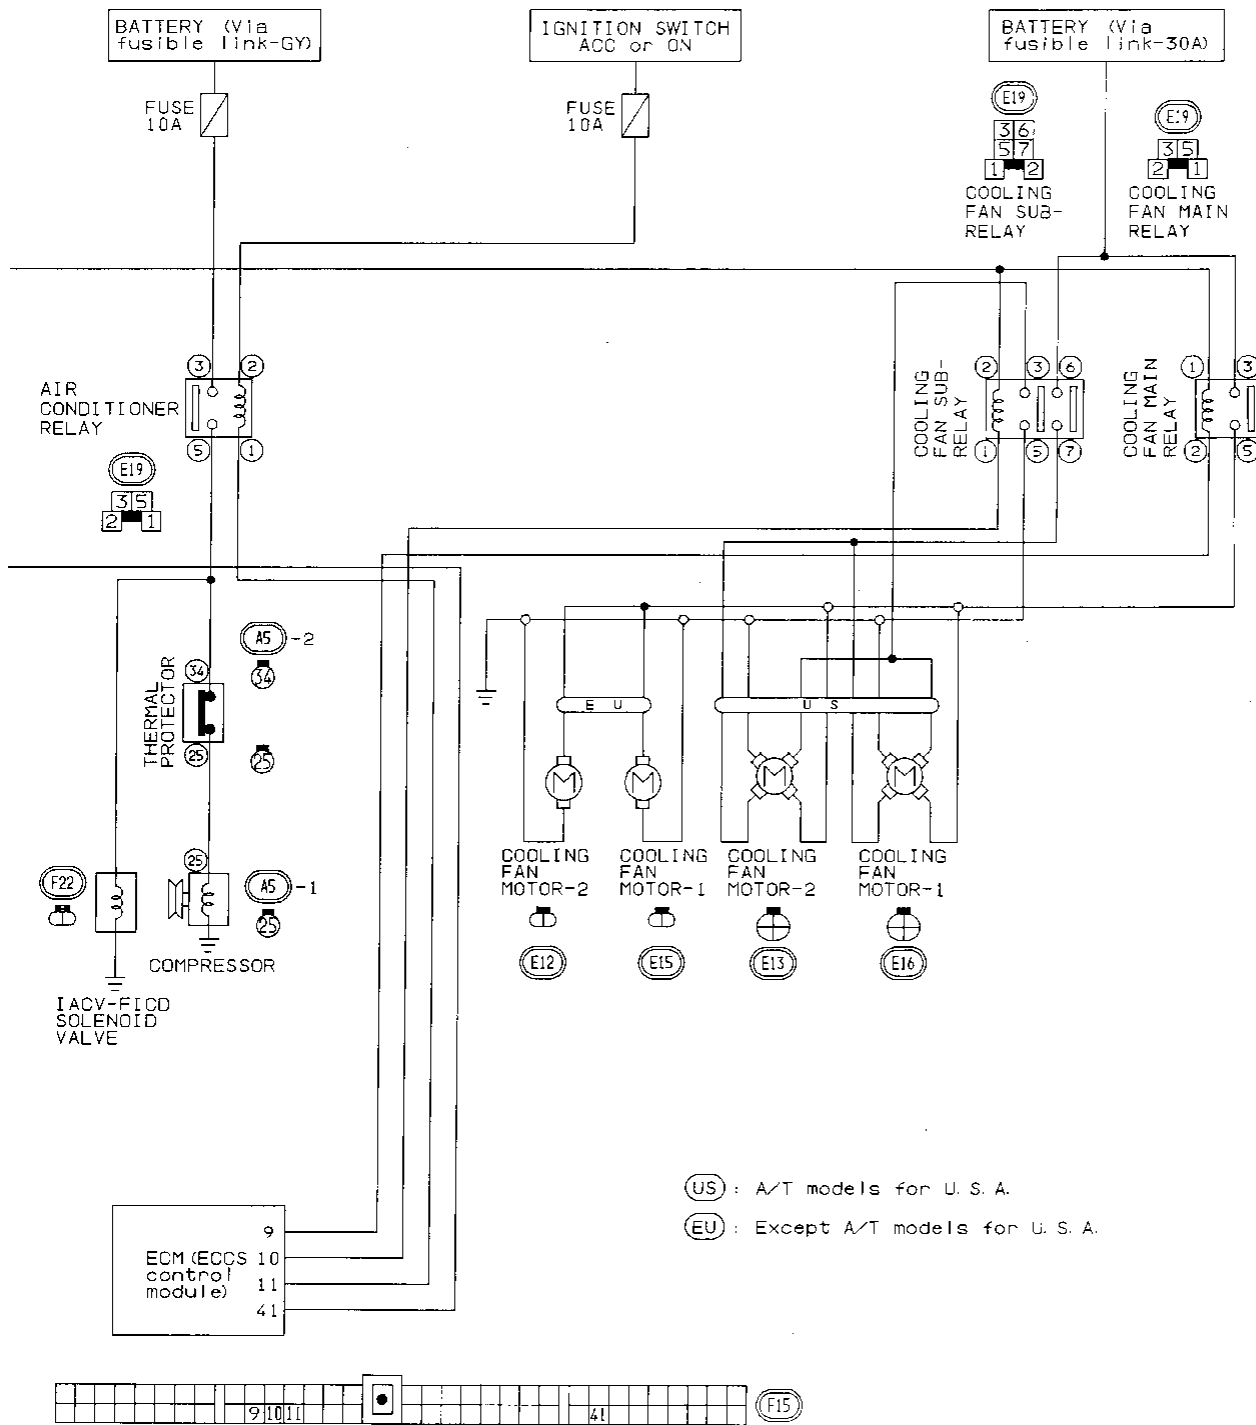 BATTERY (Via
fusible link-GY)
IGNITION SWITCH
ACC or ON
BATTERY (Via
fusible link-30A)
FUSE
10A
FUSE
10A
E19
3 6
5 7
1 2
COOLING
FAN SUB-
RELAY
E19
3 5
2 1
COOLING
FAN MAIN
RELAY
3 2
AIR
CONDITIONER
RELAY
5 1
E19
3 5
2 1
2 3 6
COOLING
FAN SUB-
RELAY
1 5 7
1 3
COOLING
FAN MAIN
RELAY
2 5
A5 -2
34
34
THERMAL
PROTECTOR
25
25
E U
U S
M
M
M
M
COOLING
FAN
MOTOR-2
COOLING
FAN
MOTOR-1
COOLING
FAN
MOTOR-2
COOLING
FAN
MOTOR-1
E12
E15
E13
E16
F22
25
A5 -1
25
COMPRESSOR
IACV-FICD
SOLENOID
VALVE
US : A/T models for U. S. A.
EU : Except A/T models for U. S. A.
ECM (ECCS
control
module)
9
10
11
41
9 10 11
41
F15